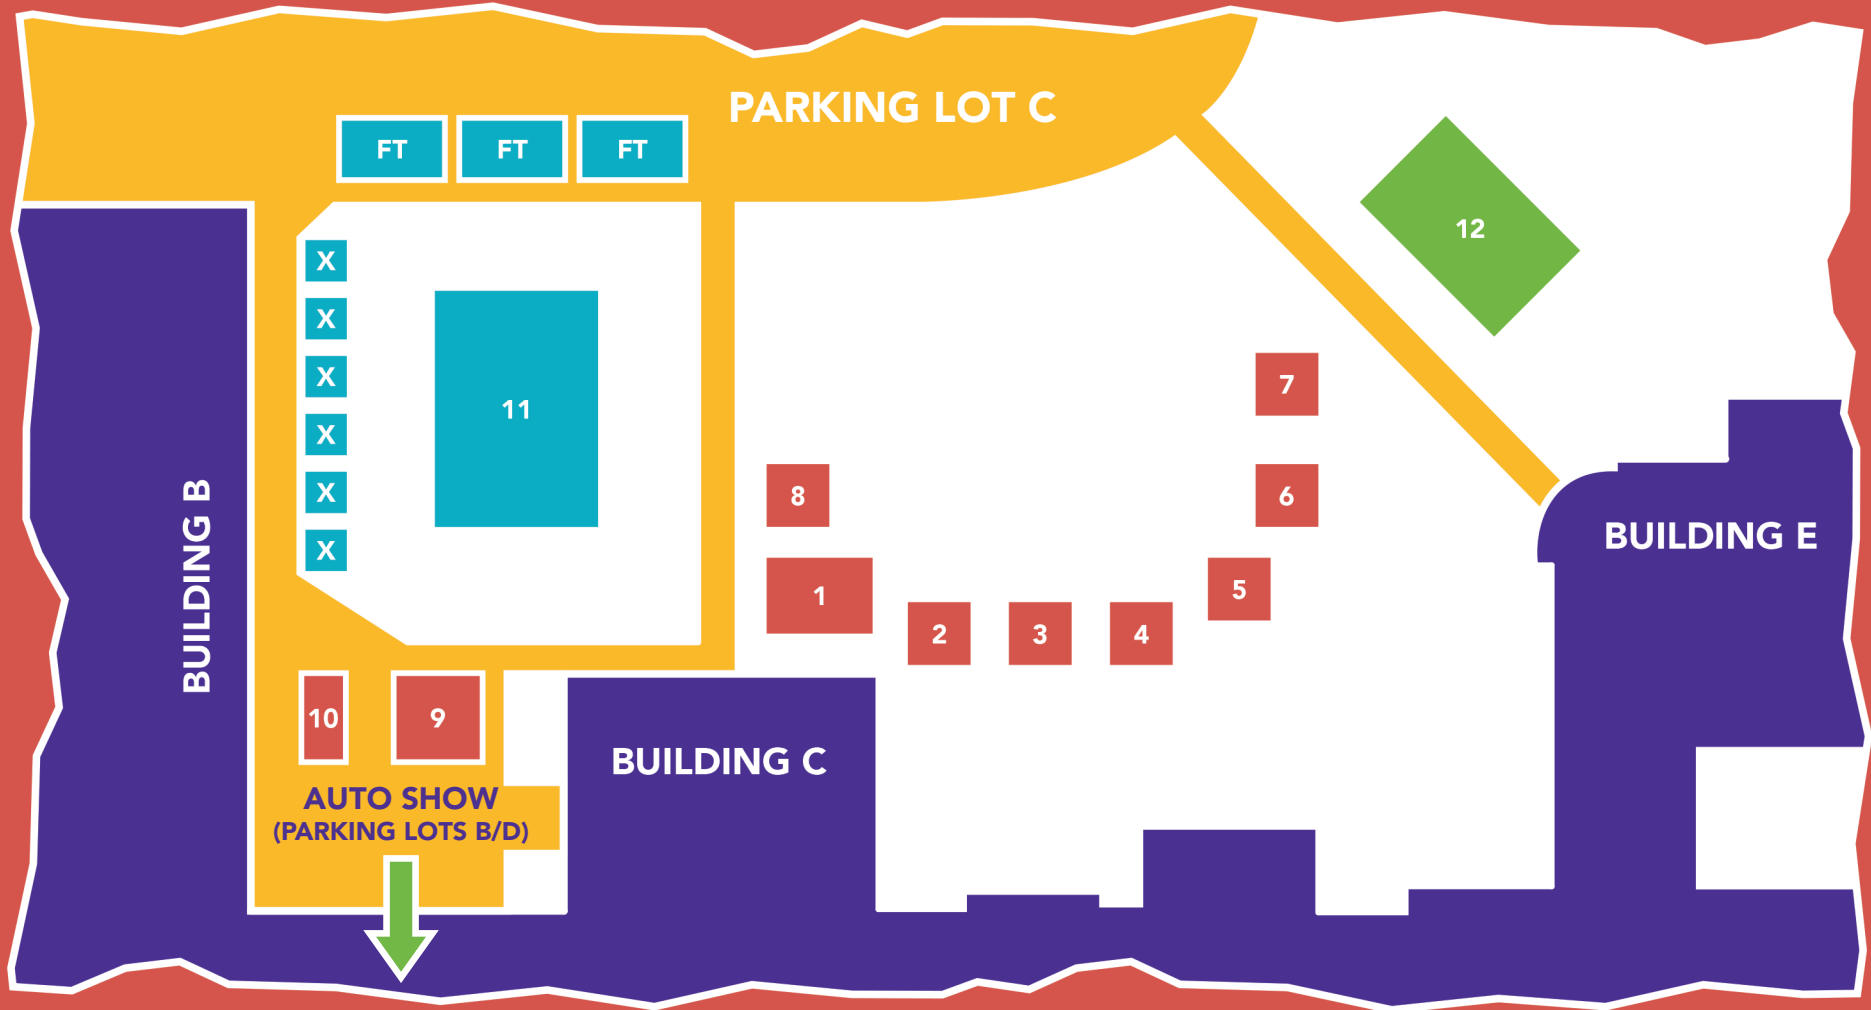 PARKING LOT C
FT
FT
FT
12
X
X
X
X
X
X
11
7
8
6
BUILDING B
BUILDING E
1
5
2
3
4
10
9
BUILDING C
AUTO SHOW
(PARKING LOTS B/D)